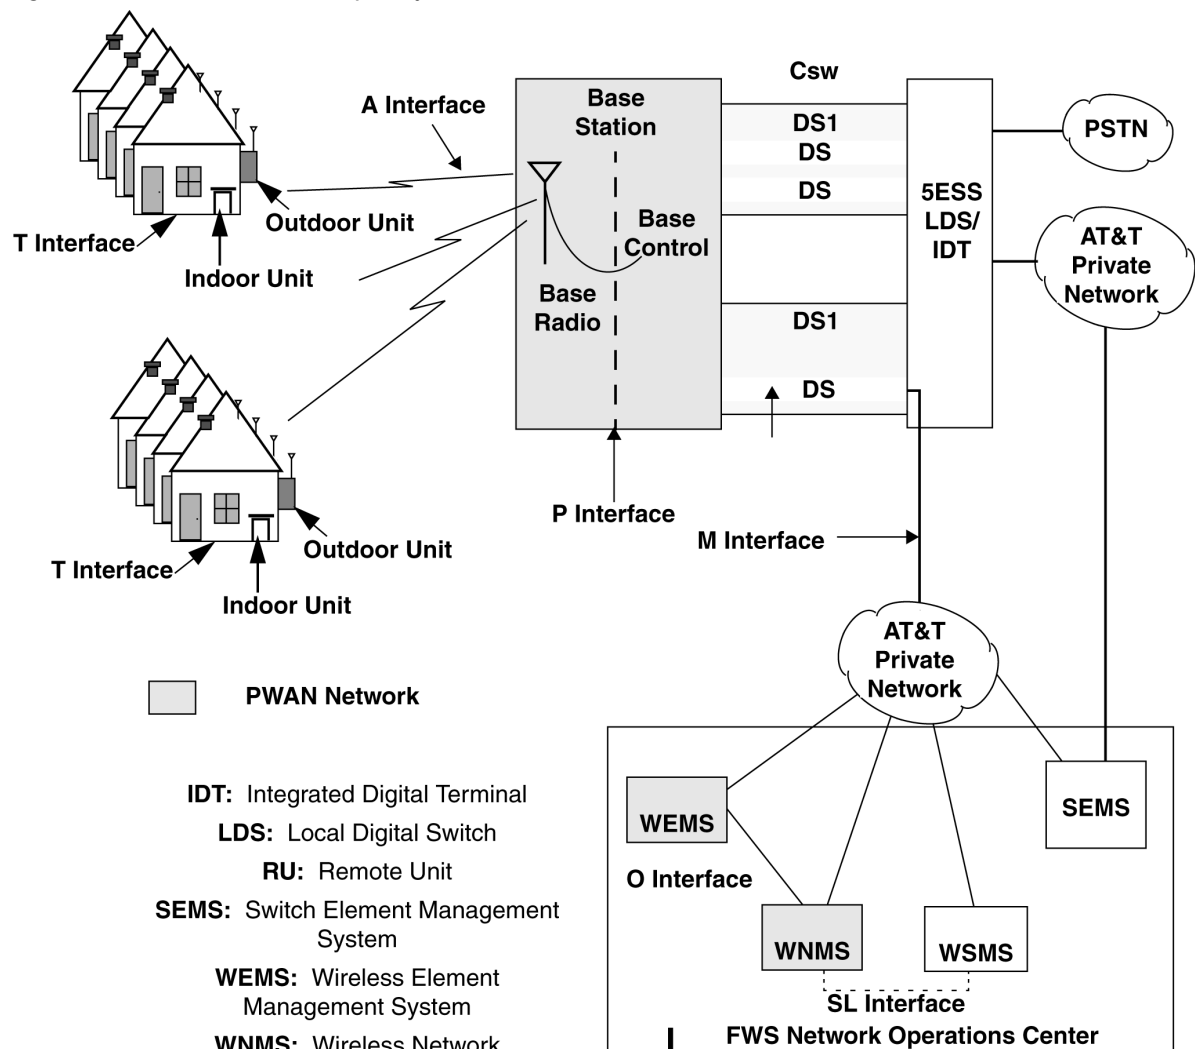 Csw
A Interface
Base
Station
DS1
DS
DS
PSTN
5ESS
LDS/
IDT
Outdoor Unit
T Interface
Indoor Unit
Base
Control
AT&T
Private
Network
Base
Radio
DS1
DS
P Interface
M Interface
Outdoor Unit
T Interface
Indoor Unit
AT&T
Private
Network
PWAN Network
IDT: Integrated Digital Terminal
LDS: Local Digital Switch
RU: Remote Unit
SEMS: Switch Element Management
System
WEMS: Wireless Element
Management System
WNMS: Wireless Network
WEMS
SEMS
O Interface
WNMS
WSMS
SL Interface
FWS Network Operations Center